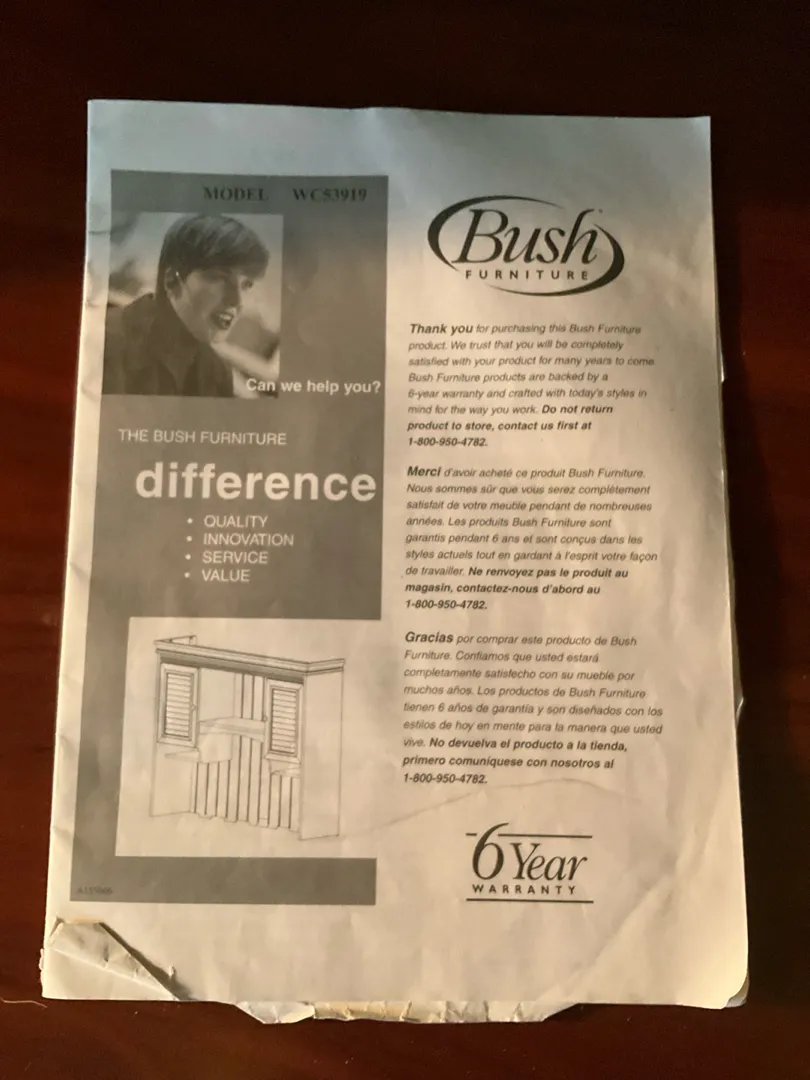 MODEL WC53919
Can we help you?
THE BUSH FURNITURE
difference
• QUALITY
• INNOVATION
• SERVICE
• VALUE
Bush
FURNITURE
Thank you for purchasing this Bush Furniture
product. We trust that you will be completely
satisfied with your product for many years to come.
Bush Furniture products are backed by a
6-year warranty and crafted with today's styles in
mind for the way you work. Do not return
product to store, contact us first at
1-800-950-4782.
Merci d'avoir acheté ce produit Bush Furniture.
Nous sommes sûr que vous serez complètement
satisfait de votre meuble pendant de nombreuses
années. Les produits Bush Furniture sont
garantis pendant 6 ans et sont conçus dans les
styles actuels tout en gardant à l'esprit votre façon
de travailler. Ne renvoyez pas le produit au
magasin, contactez-nous d'abord au
1-800-950-4782.
Gracias por comprar este producto de Bush
Furniture. Confiamos que usted estará
completamente satisfecho con su mueble por
muchos años. Los productos de Bush Furniture
tienen 6 años de garantía y son diseñados con los
estilos de hoy en mente para la manera que usted
vive. No devuelva el producto a la tienda,
primero comuníquese con nosotros al
1-800-950-4782.
6 Year
WARRANTY